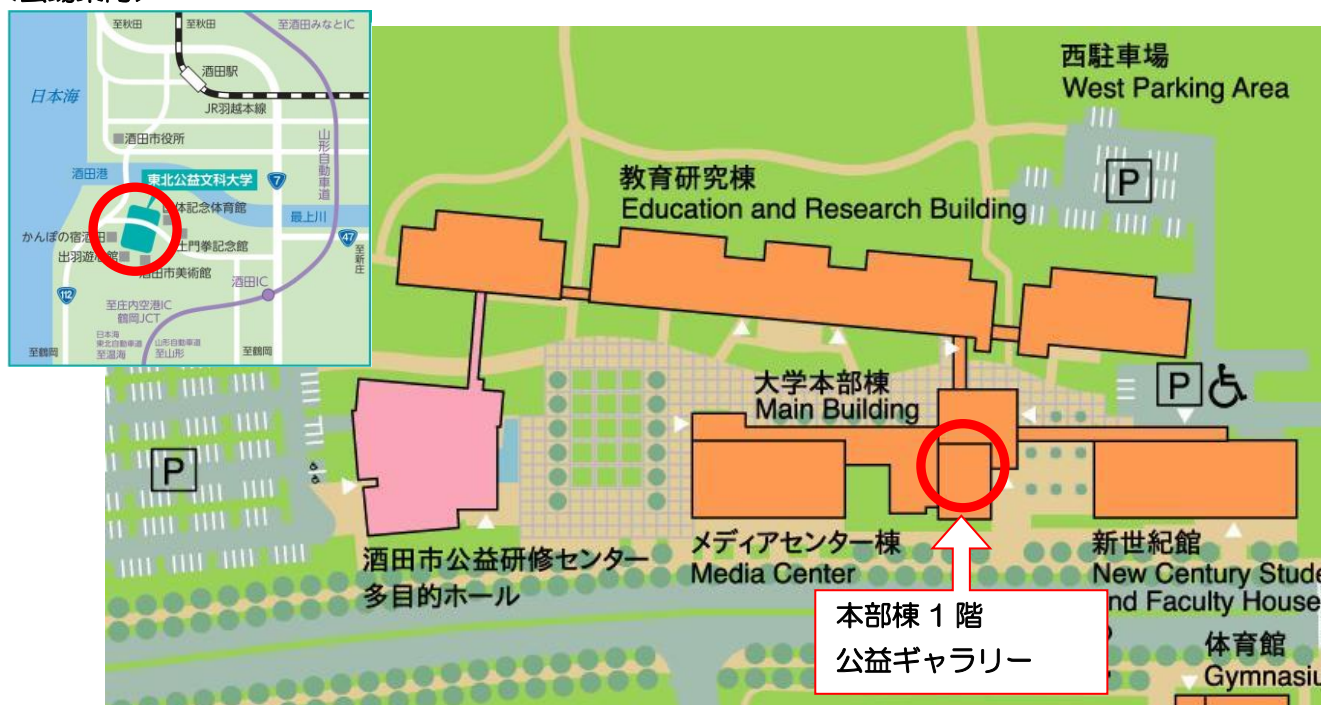 至秋田
至秋田
至酒田みなとIC
酒田駅
日本海
JR羽越本線
酒田市役所
山形自動車道
酒田港
東北公益文科大学
7
国体記念体育館
最上川
かんぽの宿酒田
土門拳記念館
47
至新庄
出羽遊心館
酒田市美術館
酒田IC
112
至庄内空港IC
鶴岡JCT
日本海
東北自動車道
至温海
山形自動車道
至山形
至鶴岡
至鶴岡
西駐車場
West Parking Area
P
教育研究棟
Education and Research Building
大学本部棟
Main Building
P
P
酒田市公益研修センター
多目的ホール
メディアセンター棟
Media Center
新世紀館
New Century Stude
nd Faculty House
本部棟 1 階
公益ギャラリー
体育館
Gymnasiu